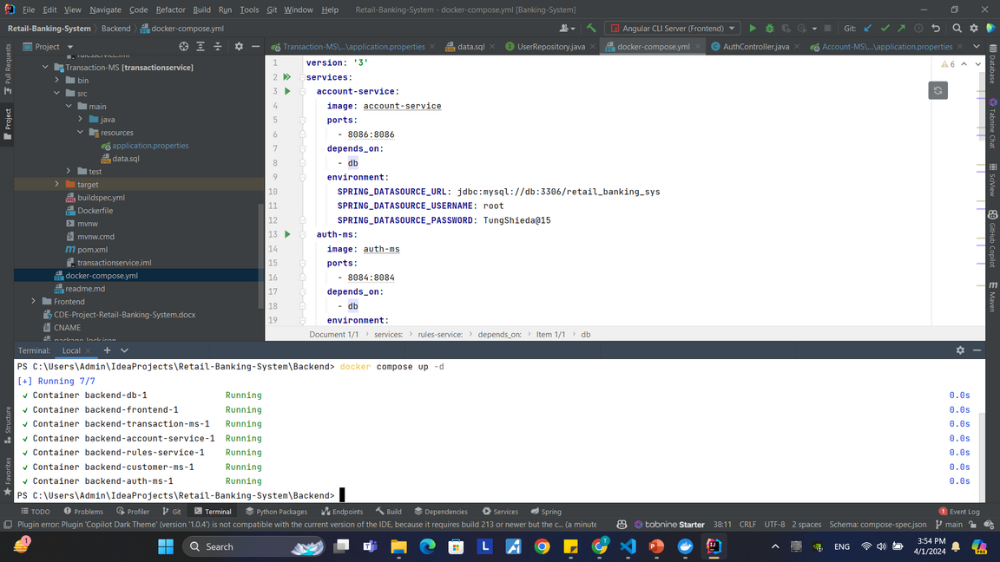 File Edit View Navigate Code Refactor Build Run Tools Git Window Help Retail-Banking-System - docker-compose.yml [Banking-System]
Retail-Banking-System Backend docker-compose.yml Angular CLI Server (Frontend) Git:
Project Transaction-MS\...\application.properties data.sql UserRepository.java docker-compose.yml AuthController.java Account-MS\...\application.properties
Transaction-MS [transactionservice]
bin
src
main
java
resources
application.properties
data.sql
test
target
buildspec.yml
Dockerfile
mvnw
mvnw.cmd
pom.xml
transactionservice.iml
docker-compose.yml
readme.md
Frontend
CDE-Project-Retail-Banking-System.docx
CNAME
package-lock.json
1 version: '3'
2 services:
3 account-service:
4 image: account-service
5 ports:
6 - 8086:8086
7 depends_on:
8 - db
9 environment:
10 SPRING_DATASOURCE_URL: jdbc:mysql://db:3306/retail_banking_sys
11 SPRING_DATASOURCE_USERNAME: root
12 SPRING_DATASOURCE_PASSWORD: TungShieda@15
13 auth-ms:
14 image: auth-ms
15 ports:
16 - 8084:8084
17 depends_on:
18 - db
19 environment:
6
Document 1/1 services: rules-service: depends_on: Item 1/1 db
Pull Requests
Project
Structure
Favorites
Database
Tabnine Chat
SciView
GitHub Copilot
Maven
Terminal: Local
PS C:\Users\Admin\IdeaProjects\Retail-Banking-System\Backend> docker compose up -d
[+] Running 7/7
✓ Container backend-db-1 Running 0.0s
✓ Container backend-frontend-1 Running 0.0s
✓ Container backend-transaction-ms-1 Running 0.0s
✓ Container backend-account-service-1 Running 0.0s
✓ Container backend-rules-service-1 Running 0.0s
✓ Container backend-customer-ms-1 Running 0.0s
✓ Container backend-auth-ms-1 Running 0.0s
PS C:\Users\Admin\IdeaProjects\Retail-Banking-System\Backend>
TODO Problems Profiler Git Terminal Python Packages Endpoints Build Dependencies Services Spring 1 Event Log
Plugin error: Plugin 'Copilot Dark Theme' (version '1.0.4') is not compatible with the current version of the IDE, because it requires build 213 or newer but the c... (a minute tabnine Starter 38:11 CRLF UTF-8 2 spaces Schema: compose-spec.json main
1 Search ENG 3:54 PM
4/1/2024